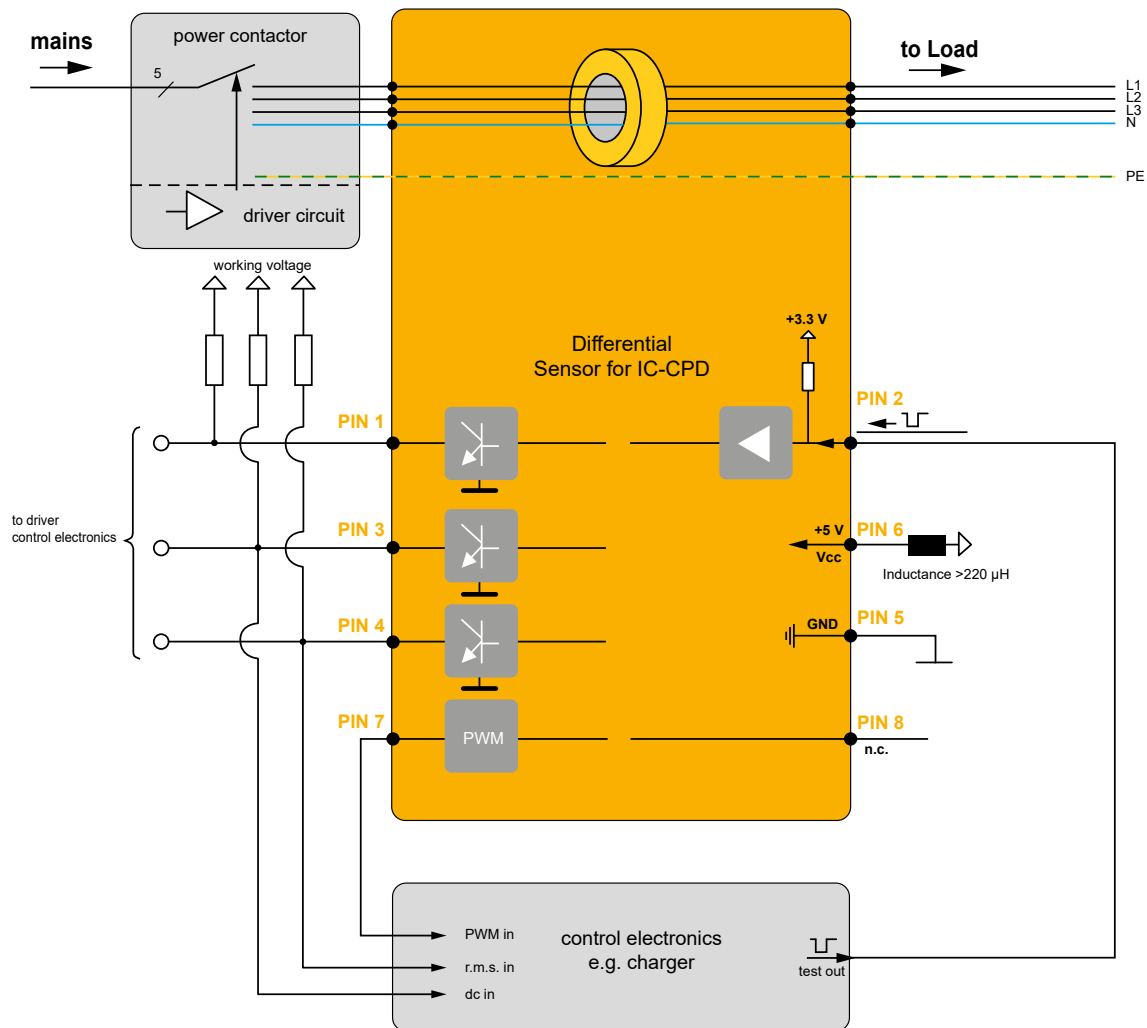 mains
5
power contactor
driver circuit
to Load
L1
L2
L3
N
PE
working voltage
Differential
Sensor for IC-CPD
+3.3 V
PIN 1
PIN 2
to driver
control electronics
PIN 3
+5 V
Vcc
PIN 6
Inductance >220 µH
PIN 4
GND
PIN 5
PIN 7
PWM
PIN 8
n.c.
PWM in
r.m.s. in
dc in
control electronics
e.g. charger
test out